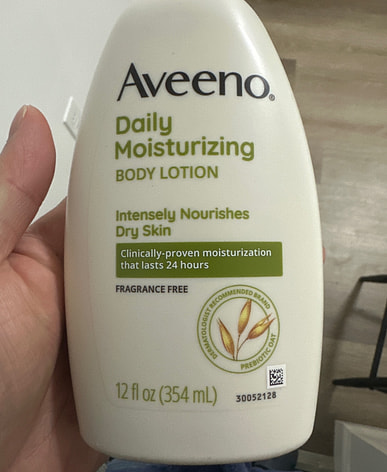 Aveeno®
Daily
Moisturizing
BODY LOTION
Intensely Nourishes
Dry Skin
Clinically-proven moisturization
that lasts 24 hours
FRAGRANCE FREE
DERMATOLOGIST RECOMMENDED BRAND
PREBIOTIC OAT
12 fl oz (354 mL)
30052128